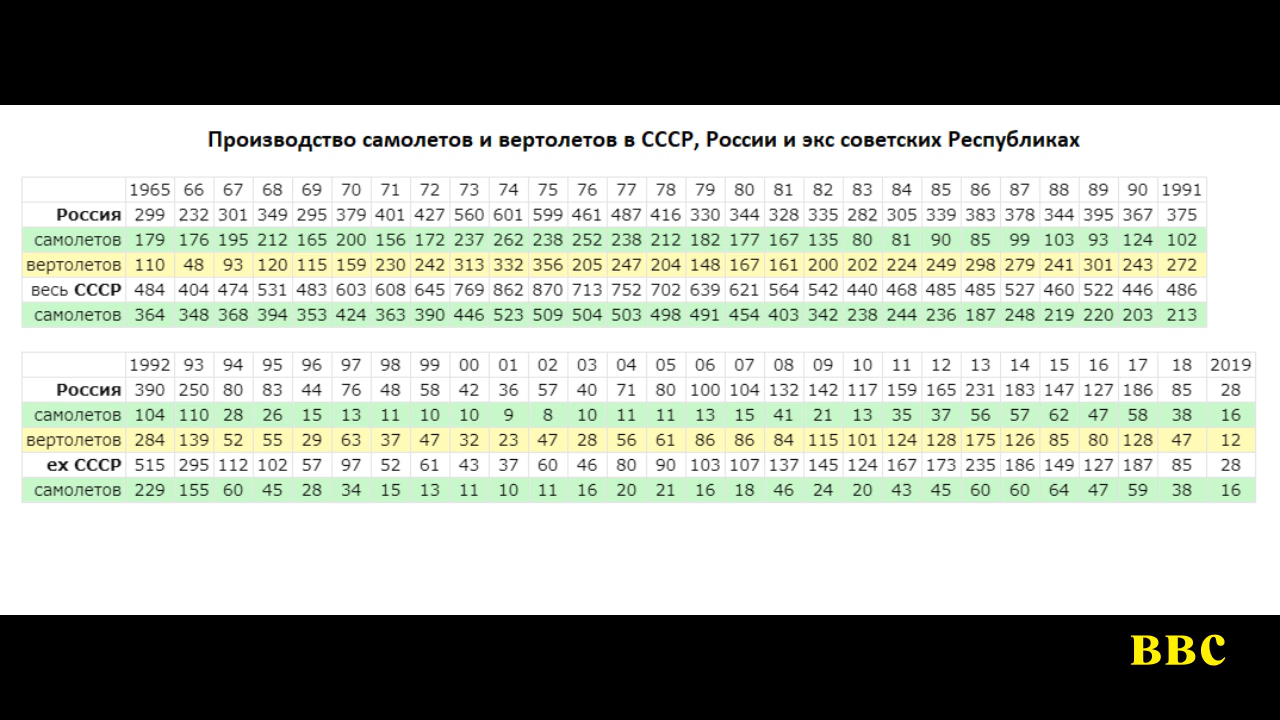 Производство самолетов и вертолетов в СССР, России и экс советских Республиках
1965 66 67 68 69 70 71 72 73 74 75 76 77 78 79 80 81 82 83 84 85 86 87 88 89 90 1991
Россия 299 232 301 349 295 379 401 427 560 601 599 461 487 416 330 344 328 335 282 305 339 383 378 344 395 367 375
самолетов 179 176 195 212 165 200 156 172 237 262 238 252 238 212 182 177 167 135 80 81 90 85 99 103 93 124 102
вертолетов 110 48 93 120 115 159 230 242 313 332 356 205 247 204 148 167 161 200 202 224 249 298 279 241 301 243 272
весь СССР 484 404 474 531 483 603 608 645 769 862 870 713 752 702 639 621 564 542 440 468 485 485 527 460 522 446 486
самолетов 364 348 368 394 353 424 363 390 446 523 509 504 503 498 491 454 403 342 238 244 236 187 248 219 220 203 213
1992 93 94 95 96 97 98 99 00 01 02 03 04 05 06 07 08 09 10 11 12 13 14 15 16 17 18 2019
Россия 390 250 80 83 44 76 48 58 42 36 57 40 71 80 100 104 132 142 117 159 165 231 183 147 127 186 85 28
самолетов 104 110 28 26 15 13 11 10 10 9 8 10 11 11 13 15 41 21 13 35 37 56 57 62 47 58 38 16
вертолетов 284 139 52 55 29 63 37 47 32 23 47 28 56 61 86 86 84 115 101 124 128 175 126 85 80 128 47 12
ex СССР 515 295 112 102 57 97 52 61 43 37 60 46 80 90 103 107 137 145 124 167 173 235 186 149 127 187 85 28
самолетов 229 155 60 45 28 34 15 13 11 10 11 16 20 21 16 18 46 24 20 43 45 60 60 64 47 59 38 16
ВВС